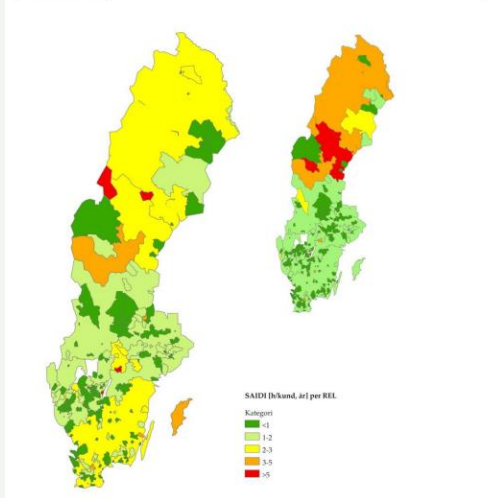 SAIDI [h/kund, år] per REL
Kategori
<1
1-2
2-3
3-5
>5